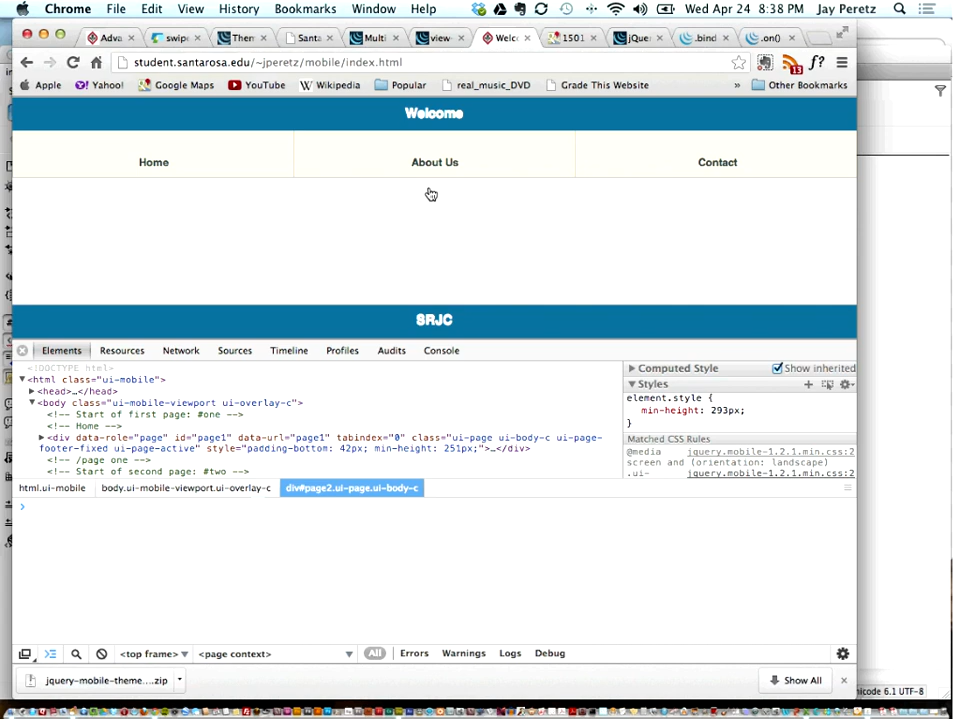 Chrome File Edit View History Bookmarks Window Help Wed Apr 24 8:38 PM Jay Peretz
Adva swipe Them Santa Multi view- Welc 1501 jQue .bind .on()
student.santarosa.edu/~jperetz/mobile/index.html 13 f?
Apple Yahoo! Google Maps YouTube Wikipedia Popular real_music_DVD Grade This Website » Other Bookmarks
Welcome
Home About Us Contact
SRJC
Elements Resources Network Sources Timeline Profiles Audits Console
<!DOCTYPE html>
<html class="ui-mobile">
<head>…</head>
<body class="ui-mobile-viewport ui-overlay-c">
<!-- Start of first page: #one -->
<!-- Home -->
<div data-role="page" id="page1" data-url="page1" tabindex="0" class="ui-page ui-body-c ui-page-
footer-fixed ui-page-active" style="padding-bottom: 42px; min-height: 251px;">…</div>
<!-- /page one -->
<!-- Start of second page: #two -->
Computed Style Show inherited
Styles
element.style {
min-height: 293px;
}
Matched CSS Rules
@media jquery.mobile-1.2.1.min.css:2
screen and (orientation: landscape)
.ui- jquery.mobile-1.2.1.min.css:2
html.ui-mobile body.ui-mobile-viewport.ui-overlay-c div#page2.ui-page.ui-body-c
>
<top frame> <page context> All Errors Warnings Logs Debug
jquery-mobile-theme....zip Show All
nicode 6.1 UTF-8